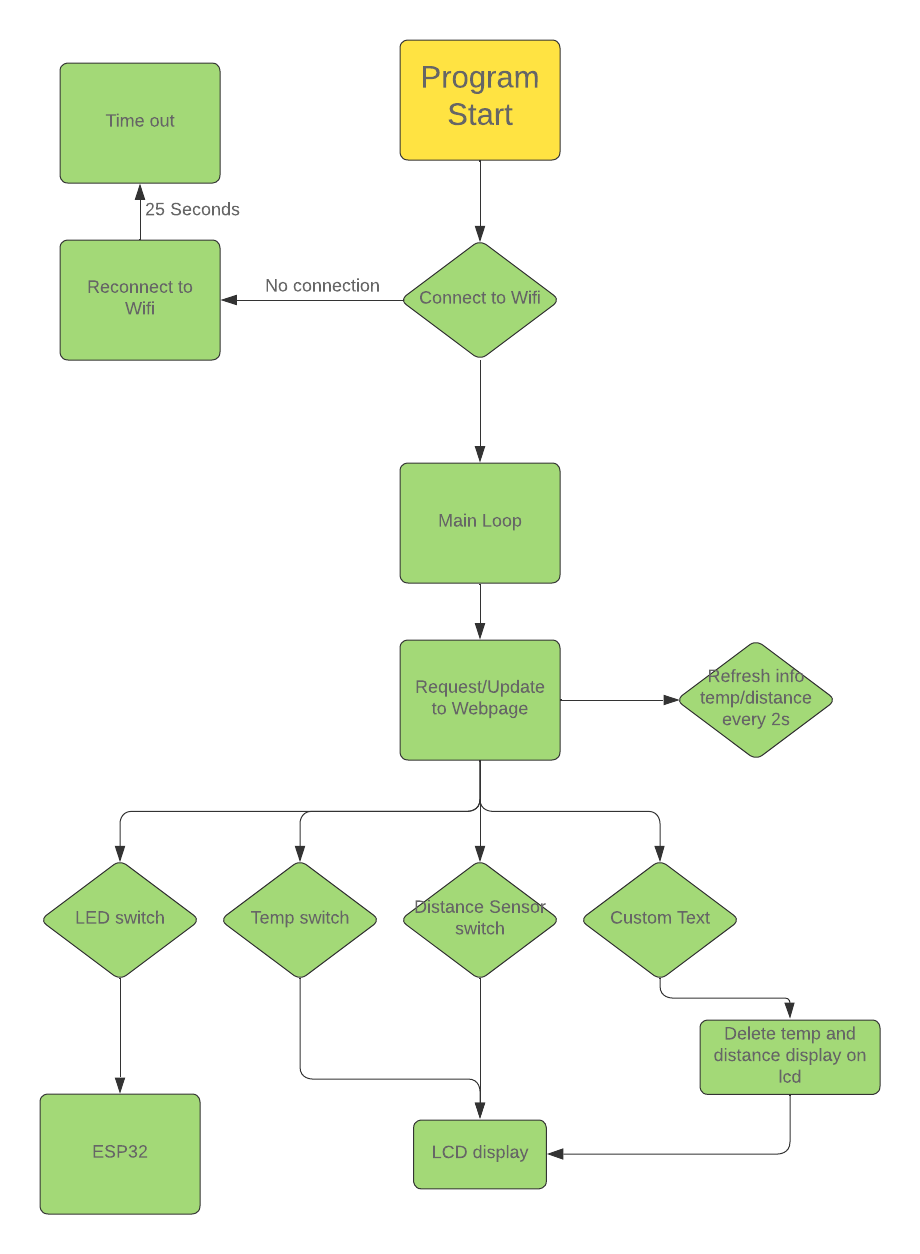 Program
Start
Time out
25 Seconds
Reconnect to
Wifi
No connection
Connect to Wifi
Main Loop
Request/Update
to Webpage
Refresh info
temp/distance
every 2s
LED switch
Temp switch
Distance Sensor
switch
Custom Text
Delete temp and
distance display on
lcd
ESP32
LCD display